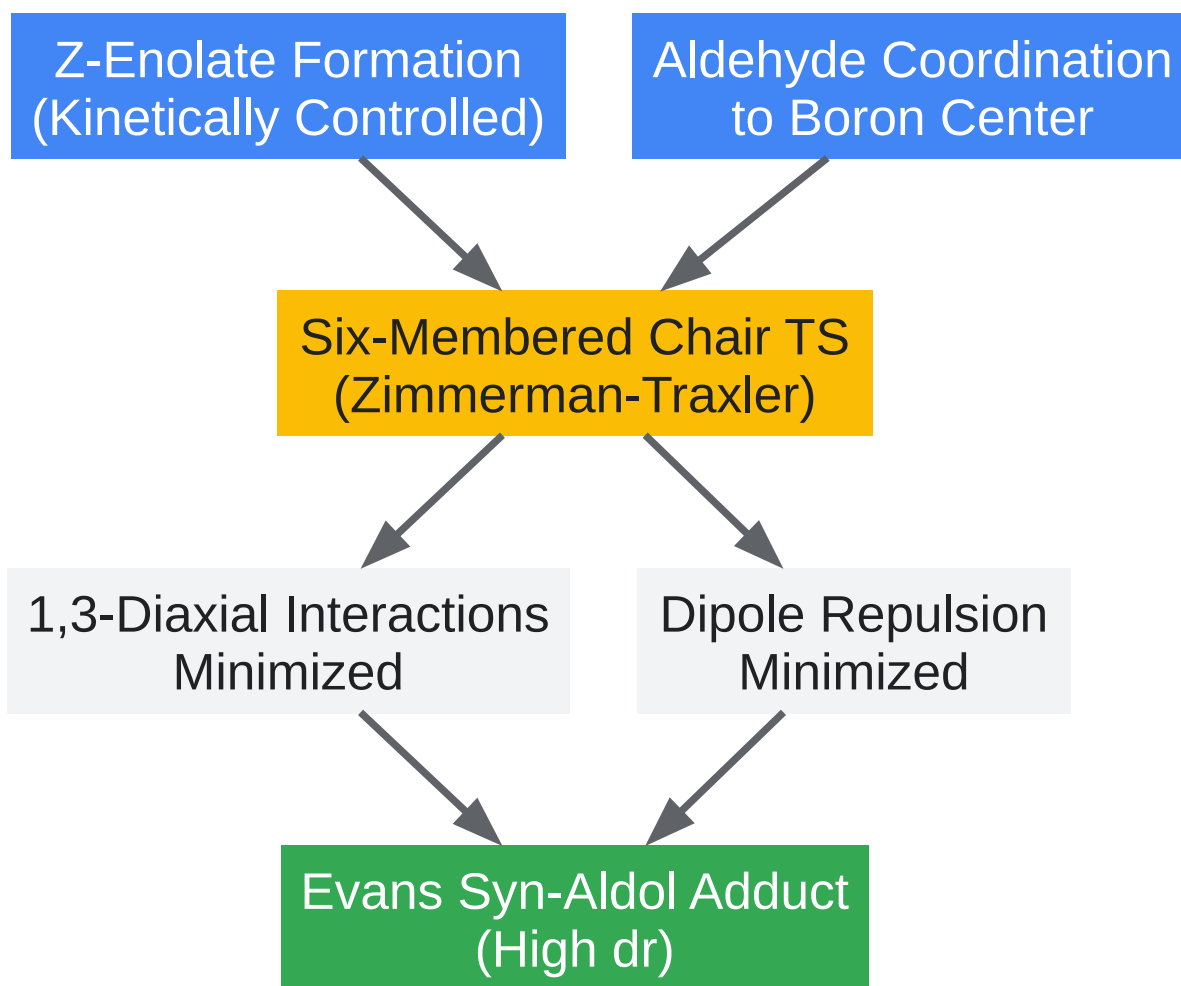 Z-Enolate Formation
(Kinetically Controlled)
Aldehyde Coordination
to Boron Center
Six-Membered Chair TS
(Zimmerman-Traxler)
1,3-Diaxial Interactions
Minimized
Dipole Repulsion
Minimized
Evans Syn-Aldol Adduct
(High dr)